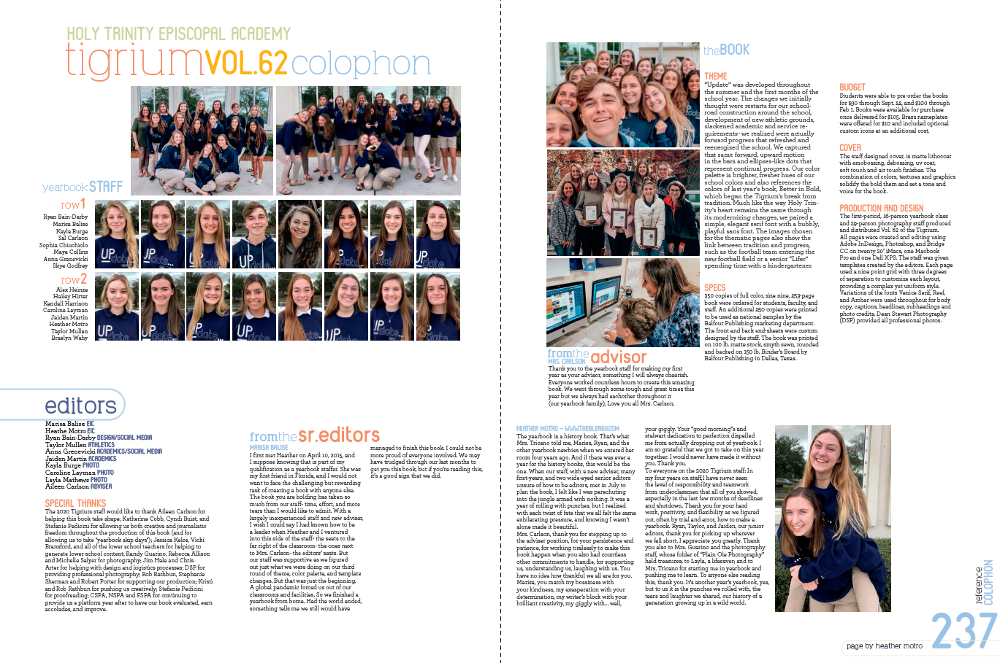 HOLY TRINITY EPISCOPAL ACADEMY
tigrium VOL.62 colophon
yearbook STAFF
row1
Ryan Bain-Darby
Marisa Balise
Kayla Burge
Sal Carlson
Sophia Chiuchiolo
Maya Collins
Anna Grenevicki
Skye Godfrey
row2
Alex Heinze
Hailey Hirter
Kendall Harrison
Caroline Layman
Jaiden Martin
Heather Motro
Taylor Mullen
Braelyn Waby
editors
Marisa Balise EIC
Heathe Motro EIC
Ryan Bain-Darby DESIGN/SOCIAL MEDIA
Taylor Mullen ATHLETICS
Anna Grenevicki ACADEMICS/SOCIAL MEDIA
Jaiden Martin ACADEMICS
Kayla Burge PHOTO
Caroline Layman PHOTO
Layla Mathews PHOTO
Aileen Carlson ADVISER
SPECIAL THANKS
The 2020 Tigrium staff would like to thank Aileen Carlson for
helping this book take shape; Katherine Cobb, Cyndi Buist, and
Stefanie Pedicini for allowing us both creative and journalistic
freedom throughout the production of this book (and for
allowing us to take "yearbook skip days"); Jessica Kelce, Vicki
Bransford, and all of the lower school teachers for helping to
generate lower school content; Randy Guarino, Rebecca Allison
and Michelle Salyer for photography; Jim Hale and Chris
Arter for helping with design and logistics processes; DSP for
providing professional photography; Rob Rathbun, Stephanie
Sherman and Robert Porter for supporting our production; Kristi
and Rob Rathbun for pushing us creatively; Stefanie Pedicini
for proofreading; CSPA, NSPA and FSPA for continuing to
provide us a platform year after to have our book evaluated, earn
accolades, and improve.
from the sr.editors
MARISA BALISE
I first met Heather on April 10, 2015, and
I suppose knowing that is part of my
qualification as a yearbook staffer. She was
my first friend in Florida, and I would not
want to face the challenging but rewarding
task of creating a book with anyone else.
The book you are holding has taken so
much from our staff- time, effort, and more
tears than I would like to admit. With a
largely inexperienced staff and new adviser,
I wish I could say I had known how to be
a leader when Heather and I ventured
into this side of the staff- the seats to the
far right of the classroom- the ones next
to Mrs. Carlson- the editors' seats. But
our staff was supportive as we figured
out just what we were doing on our third
round of theme, color palette, and template
changes. But that was just the beginning.
A global pandemic forced us out of our
classrooms and facilities. So we finished a
yearbook from home. Had the world ended,
something tells me we still would have
managed to finish this book. I could not be
more proud of everyone involved. We may
have trudged through our last months to
get you this book, but if you're reading this,
it's a good sign that we did.
the BOOK
THEME
"Update" was developed throughout
the summer and the first months of the
school year. The changes we initially
thought were restarts for our school-
road construction around the school,
development of new athletic grounds,
slackened academic and service re-
quirements- we realized were actually
forward progress that refreshed and
reenergized the school. We captured
that same forward, upward motion
in the bars and ellipses-like dots that
represent continual progress. Our color
palette is brighter, fresher hues of our
school colors and also references the
colors of last year's book, Better in Bold,
which began the Tigrium's break from
tradition. Much like the way Holy Trin-
ity's heart remains the same through
its modernizing changes, we paired a
simple, elegant serif font with a bubbly,
playful sans font. The images chosen
for the thematic pages also show the
link between tradition and progress,
such as the football team entering the
new football field or a senior "Lifer"
spending time with a kindergartener.
SPECS
350 copies of full color, size nine, 253-page
book were ordered for students, faculty, and
staff. An additional 250 copies were printed
to be used as national samples by the
Balfour Publishing marketing department.
The front and back end-sheets were custom
designed by the staff. The book was printed
on 100 lb. matte stock, smyth sewn, rounded
and backed on 150 lb. Binder's Board by
Balfour Publishing in Dallas, Texas.
BUDGET
Students were able to pre-order the books
for $90 through Sept. 22, and $100 through
Feb 1. Books were available for purchase
once delivered for $105. Brass nameplates
were offered for $10 and included optional
custom icons at an additional cost.
COVER
The staff designed cover, is matte lithocoat
with emobossing, debossing, uv coat,
soft touch and air touch finishes. The
combination of colors, textures and graphics
solidify the bold them and set a tone and
voice for the book.
PRODUCTION AND DESIGN
The first-period, 16-person yearbook class
and 29-person photography staff produced
and distributed Vol. 62 of the Tigrium.
All pages were created and editing using
Adobe InDesign, Photoshop, and Bridge
CC on twenty 20' iMacs, one Macbook
Pro and one Dell XPS. The staff was given
templates created by the editors. Each page
used a nine point grid with three degrees
of separation to customize each layout,
providing a complex yet uniform style.
Variations of the fonts Venice Serif, Reef,
and Archer were used throughout for body
copy, captions, headlines, subheadings and
photo credits. Dean Stewart Photography
(DSP) provided all professional photos.
from the advisor
MRS. CARLSON
Thank you to the yearbook staff for making my first
year as your advisor, something I will always cheerish.
Everyone worked countless hours to create this amazing
book. We went through some tough and great times this
year but we always had eachother throughout it
(our yearbook family), Love you all Mrs. Carlson.
HEATHER MOTRO - WWW.THEBLEAGH.COM
The yearbook is a history book. That's what
Mrs. Tricano told me, Marisa, Ryan, and the
other yearbook newbies when we entered her
room four years ago. And if there was ever a
year for the history books, this would be the
one. When our staff, with a new adviser, many
first-years, and two wide-eyed senior editors
unsure of how to be editors, met in July to
plan the book, I felt like I was parachuting
into the jungle armed with nothing. It was a
year of rolling with punches, but I realized
with each twist of fate that we all felt the same
exhilarating pressure, and knowing I wasn't
alone made it beautiful.
Mrs. Carlson, thank you for stepping up to
the adviser position, for your persistence and
patience, for working tirelessly to make this
book happen when you also had countless
other commitments to handle, for supporting
us, understanding us, laughing with us. You
have no idea how thankful we all are for you.
Marisa, you match my bossiness with
your kindness, my exasperation with your
determination, my writer's block with your
brilliant creativity, my giggly with... well,
your giggly. Your "good morning"s and
stalwart dedication to perfection dispelled
me from actually dropping out of yearbook. I
am so grateful that we got to take on this year
together. I would never have made it without
you. Thank you.
To everyone on the 2020 Tigrium staff: In
my four years on staff,I have never seen
the level of responsibility and teamwork
from underclassmen that all of you showed,
especially in the last few months of deadlines
and shutdown. Thank you for your hard
work, positivity, and flexibility as we figured
out, often by trial and error, how to make a
yearbook. Ryan, Taylor, and Jaiden, our junior
editors, thank you for picking up wherever
we fell short. I appreciate you greatly. Thank
you also to Mrs. Guarino and the photography
staff, whose folder of "Plain Ole Photography"
held treasures; to Layla, a lifesaver; and to
Mrs. Tricano for starting me in yearbook and
pushing me to learn. To anyone else reading
this, thank you. It's another year's yearbook, yes,
but to us it is the punches we rolled with, the
tears and laughter we shared, our history of a
generation growing up in a wild world.
reference
COLOPHON
237
page by heather motro